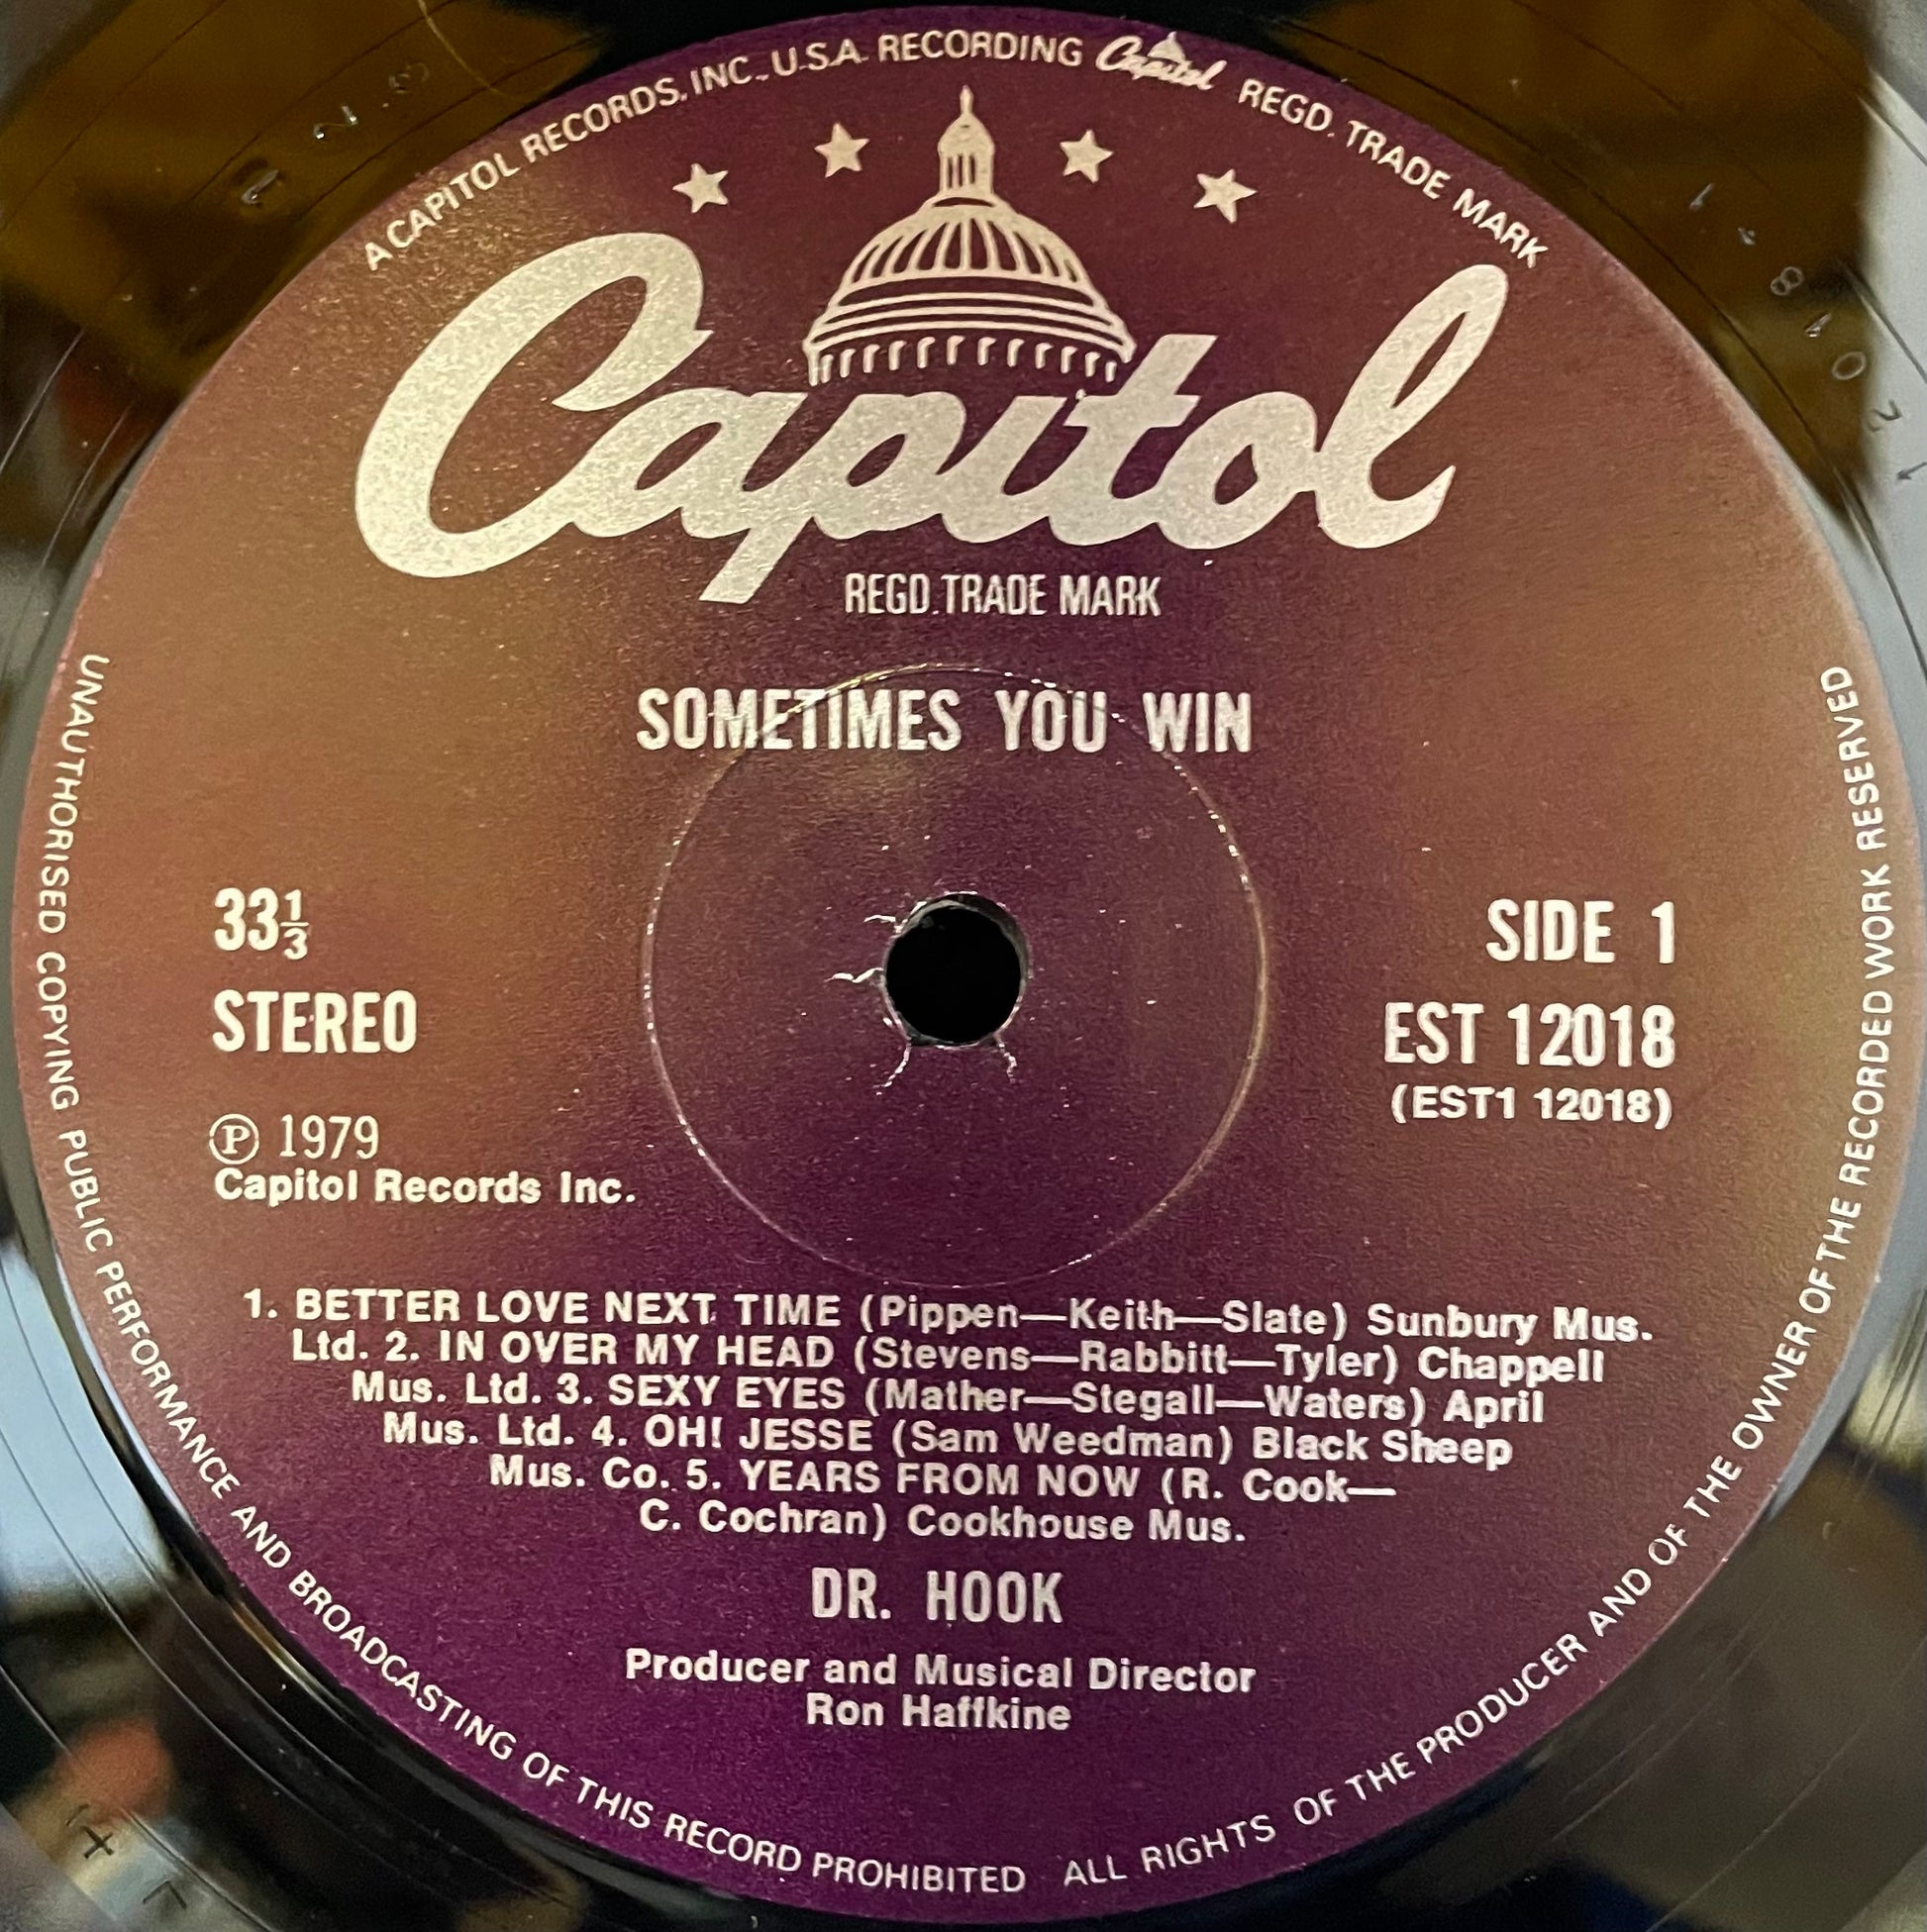 A CAPITOL RECORDS, INC., U.S.A. RECORDING Capitol REGD. TRADE MARK
Capitol
REGD. TRADE MARK
SOMETIMES YOU WIN
33⅓
STEREO
Ⓟ 1979
Capitol Records Inc.
SIDE 1
EST 12018
(EST1 12018)
1. BETTER LOVE NEXT TIME (Pippen—Keith—Slate) Sunbury Mus.
Ltd. 2. IN OVER MY HEAD (Stevens—Rabbitt—Tyler) Chappell
Mus. Ltd. 3. SEXY EYES (Mather—Stegall—Waters) April
Mus. Ltd. 4. OH! JESSE (Sam Weedman) Black Sheep
Mus. Co. 5. YEARS FROM NOW (R. Cook—
C. Cochran) Cookhouse Mus.
DR. HOOK
Producer and Musical Director
Ron Haffkine
UNAUTHORISED COPYING PUBLIC PERFORMANCE AND BROADCASTING OF THIS RECORD PROHIBITED ALL RIGHTS OF THE PRODUCER AND OF THE OWNER OF THE RECORDED WORK RESERVED